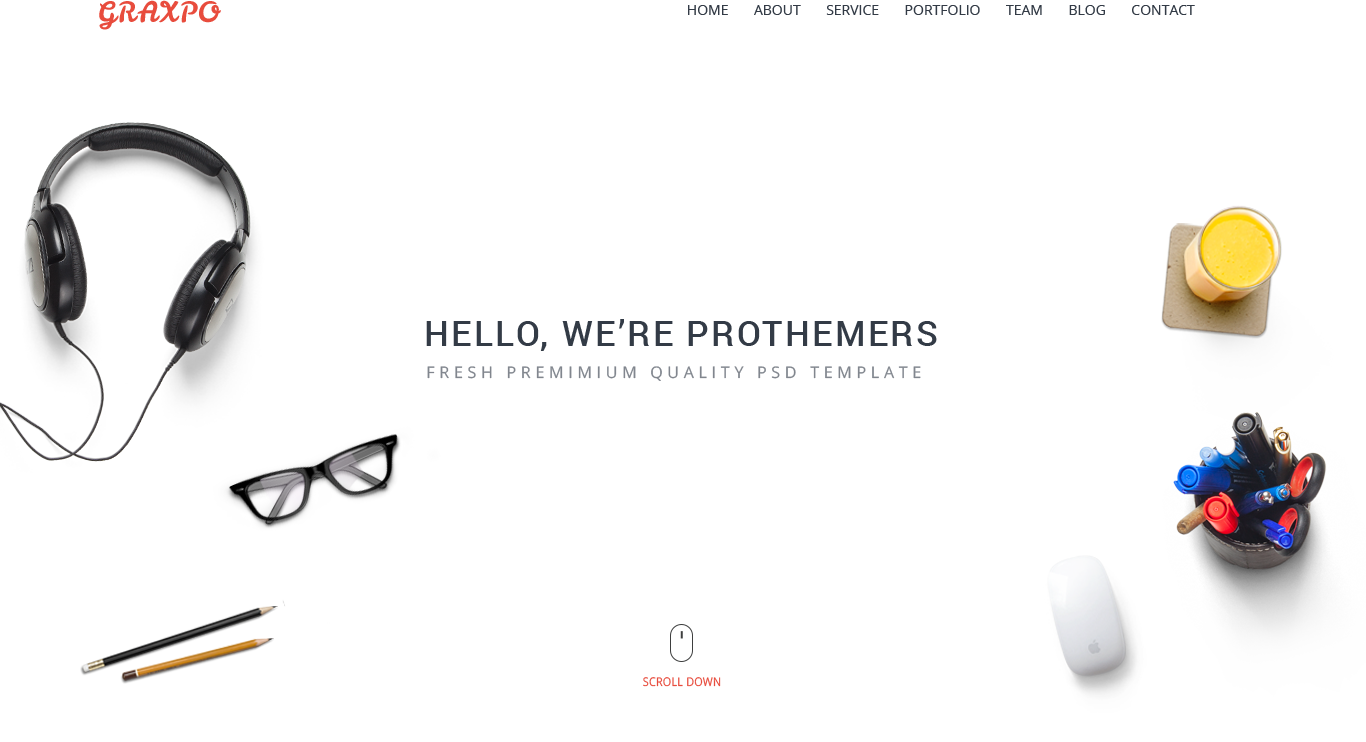 GRAXPO
HOME ABOUT SERVICE PORTFOLIO TEAM BLOG CONTACT
HELLO, WE’RE PROTHEMERS
FRESH PREMIMIUM QUALITY PSD TEMPLATE
SCROLL DOWN